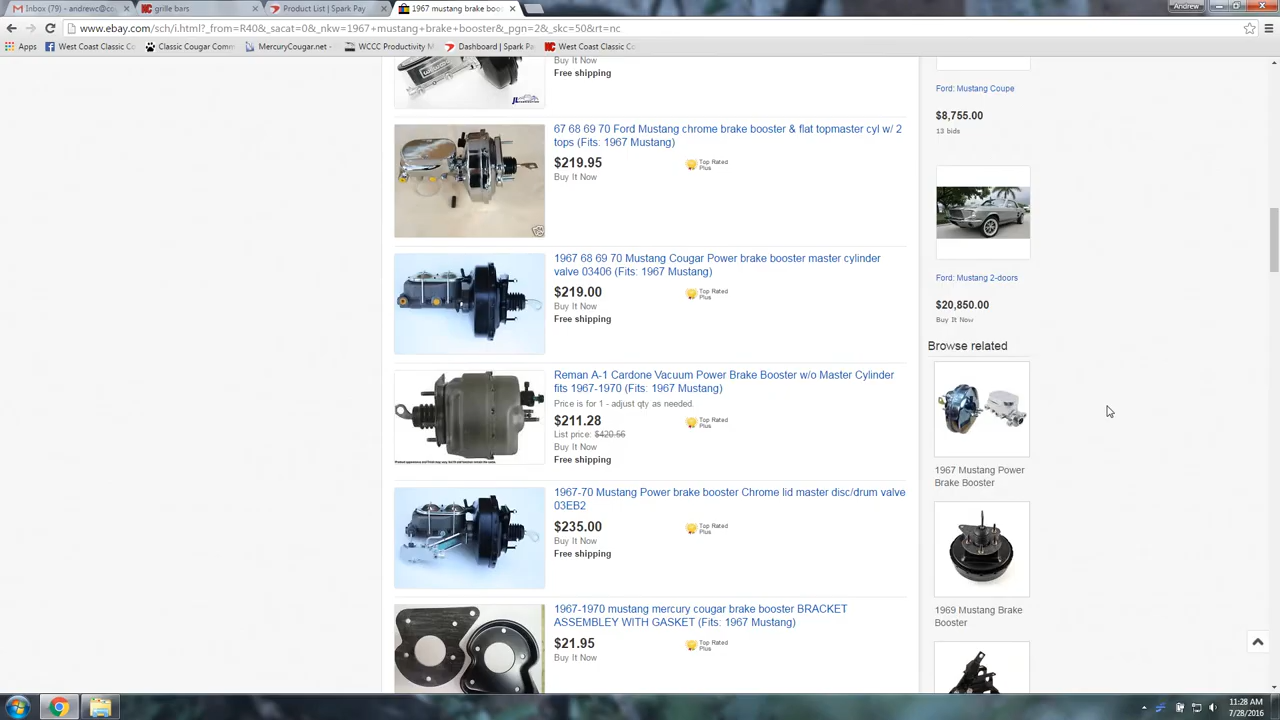 Inbox (79) - andrewc@cc
grille bars
Product List | Spark Pay
1967 mustang brake boo
Andrew
www.ebay.com/sch/i.html?_from=R40&_sacat=0&_nkw=1967+mustang+brake+booster&_pgn=2&_skc=50&rt=nc
Apps
West Coast Classic Cou
Classic Cougar Comm
MercuryCougar.net -
WCCC Productivity M
Dashboard | Spark Pa
West Coast Classic Co
Buy It Now
Free shipping
67 68 69 70 Ford Mustang chrome brake booster & flat topmaster cyl w/ 2
tops (Fits: 1967 Mustang)
$219.95
Top Rated
Plus
Buy It Now
1967 68 69 70 Mustang Cougar Power brake booster master cylinder
valve 03406 (Fits: 1967 Mustang)
$219.00
Top Rated
Plus
Buy It Now
Free shipping
Reman A-1 Cardone Vacuum Power Brake Booster w/o Master Cylinder
fits 1967-1970 (Fits: 1967 Mustang)
Price is for 1 - adjust qty as needed.
$211.28
Top Rated
Plus
List price: $420.56
Buy It Now
Free shipping
1967-70 Mustang Power brake booster Chrome lid master disc/drum valve
03EB2
$235.00
Top Rated
Plus
Buy It Now
Free shipping
1967-1970 mustang mercury cougar brake booster BRACKET
ASSEMBLEY WITH GASKET (Fits: 1967 Mustang)
$21.95
Top Rated
Plus
Buy It Now
Ford: Mustang Coupe
$8,755.00
13 bids
Ford: Mustang 2-doors
$20,850.00
Buy It Now
Browse related
1967 Mustang Power
Brake Booster
1969 Mustang Brake
Booster
11:28 AM
7/28/2016